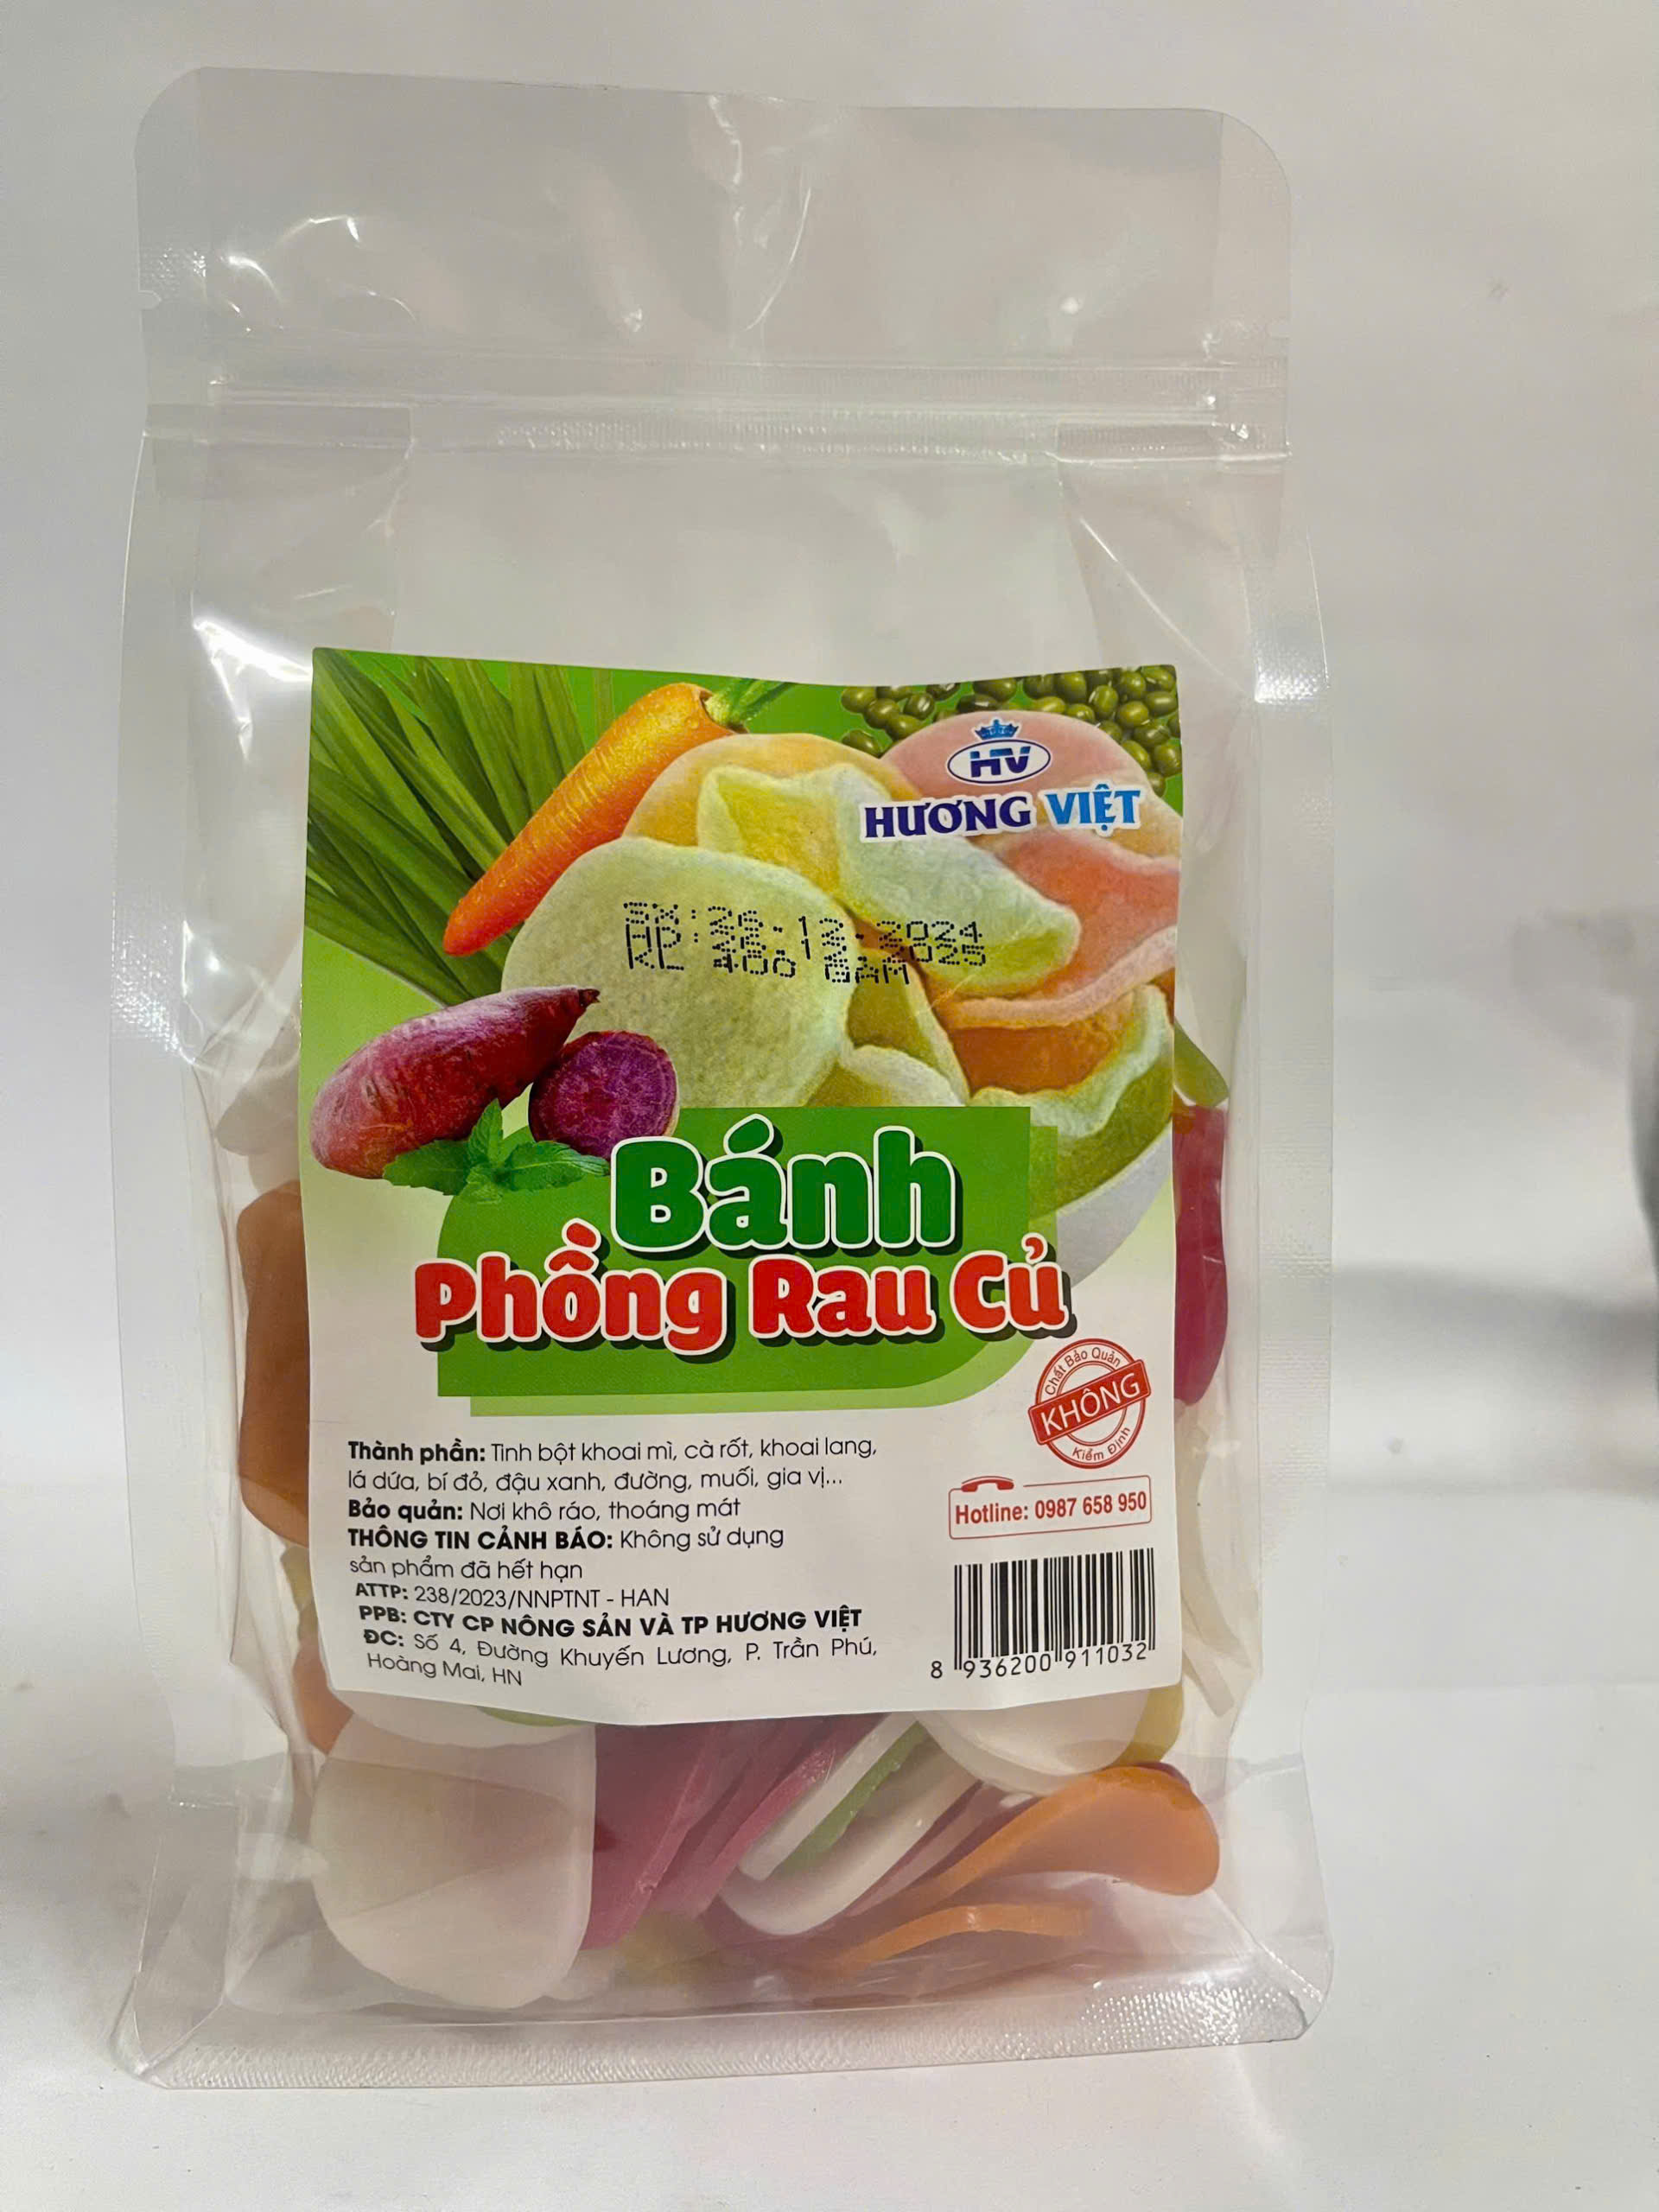 HV
HƯƠNG VIỆT
SX:26-12-2024
HD:26-12-2025
KL 400 GAM
Bánh
Phồng Rau Củ
Chất Bảo Quản
KHÔNG
Kiểm Định
Thành phần: Tinh bột khoai mì, cà rốt, khoai lang,
lá dứa, bí đỏ, đậu xanh, đường, muối, gia vị...
Bảo quản: Nơi khô ráo, thoáng mát
THÔNG TIN CẢNH BÁO: Không sử dụng
sản phẩm đã hết hạn
ATTP: 238/2023/NNPTNT - HAN
PPB: CTY CP NÔNG SẢN VÀ TP HƯƠNG VIỆT
ĐC: Số 4, Đường Khuyến Lương, P. Trần Phú,
Hoàng Mai, HN
Hotline: 0987 658 950
8 936200 911032